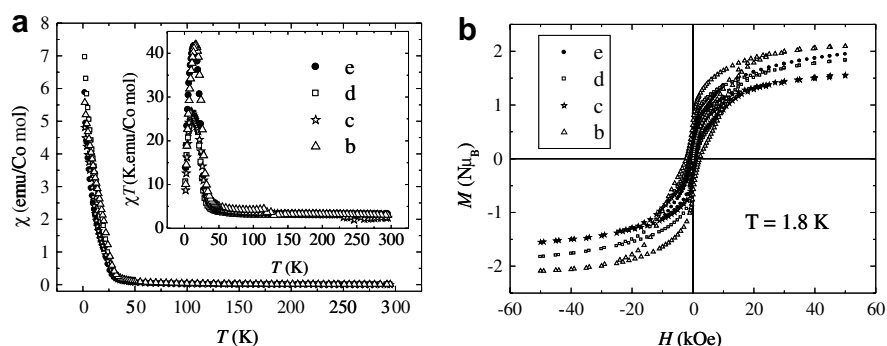 a
χ (emu/Co mol)
7
6
5
4
3
2
1
0
0 50 100 150 200 250 300
T (K)
χT(K.emu/Co mol)
40
30
20
10
0
0 50 100 150 200 250 300
T (K)
e
d
c
b
b
M (NμB)
2
1
0
-1
-2
-60 -40 -20 0 20 40 60
H (kOe)
e
d
c
b
T = 1.8 K